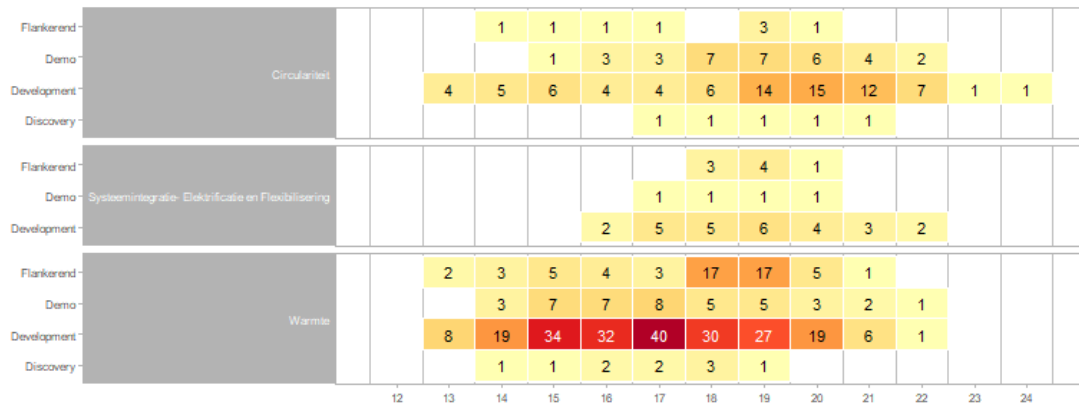 Flankerend 1 1 1 1 3 1
Demo 1 3 3 7 7 6 4 2
Circulariteit
Development 4 5 6 4 4 6 14 15 12 7 1 1
Discovery 1 1 1 1 1
Flankerend 3 4 1
Demo Systeemintegratie- Elektrificatie en Flexibilisering 1 1 1 1
Development 2 5 5 6 4 3 2
Flankerend 2 3 5 4 3 17 17 5 1
Demo 3 7 7 8 5 5 3 2 1
Warmte
Development 8 19 34 32 40 30 27 19 6 1
Discovery 1 1 2 2 3 1
12 13 14 15 16 17 18 19 20 21 22 23 24